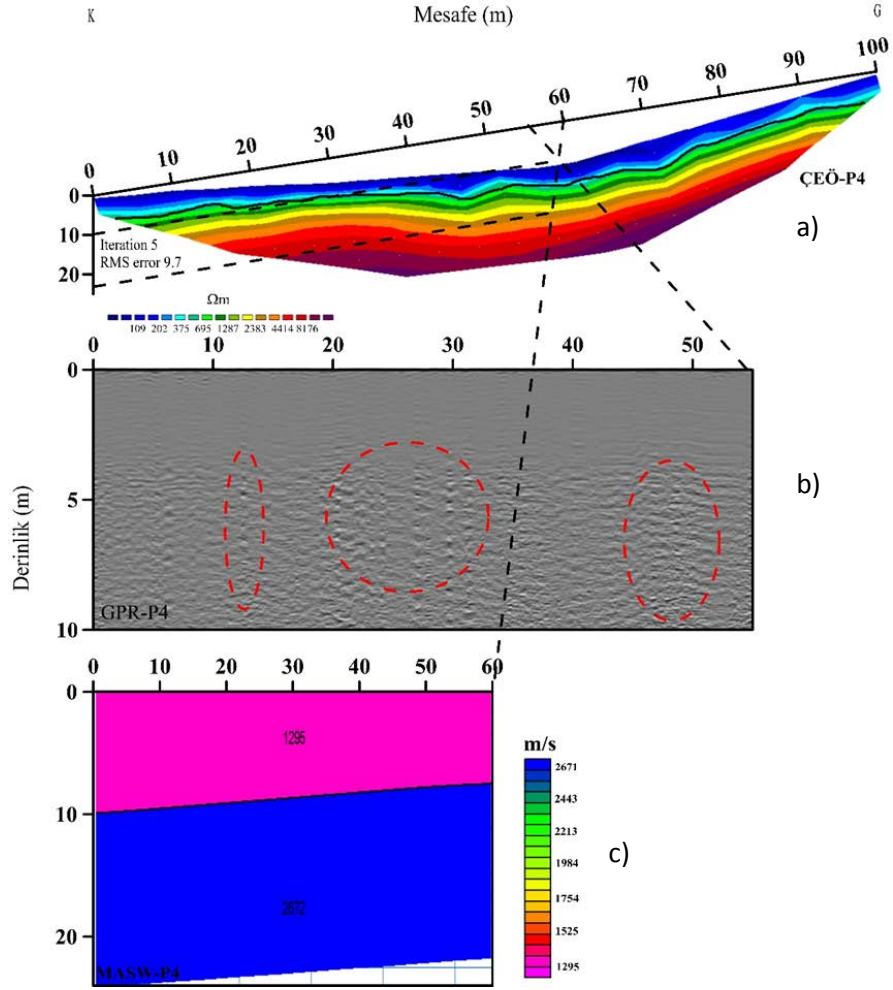 K Mesafe (m) G
0 10 20 30 40 50 60 70 80 90 100
0
10
20
Iteration 5
RMS error 9.7
ÇEÖ-P4
a)
Ωm
109 202 375 695 1287 2383 4414 8176
0 10 20 30 40 50
0
5
10
Derinlik (m)
GPR-P4
b)
0 10 20 30 40 50 60
0
10
20
1295
2672
MASW-P4
m/s
2671
2443
2213
1984
1754
1525
1295
c)